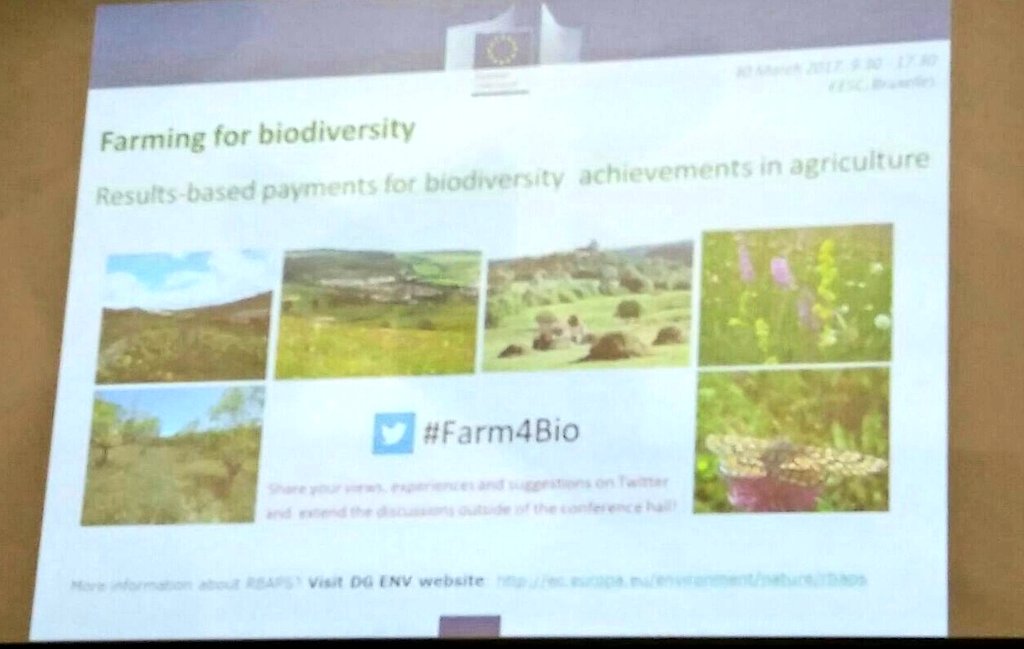 30 March 2017, 9.30 - 17.30
EESC, Bruxelles
Farming for biodiversity
Results-based payments for biodiversity achievements in agriculture
#Farm4Bio
Share your views, experiences and suggestions on Twitter
and extend the discussions outside of the conference hall!
More information about RBAPS? Visit DG ENV website: http://ec.europa.eu/environment/nature/rbaps